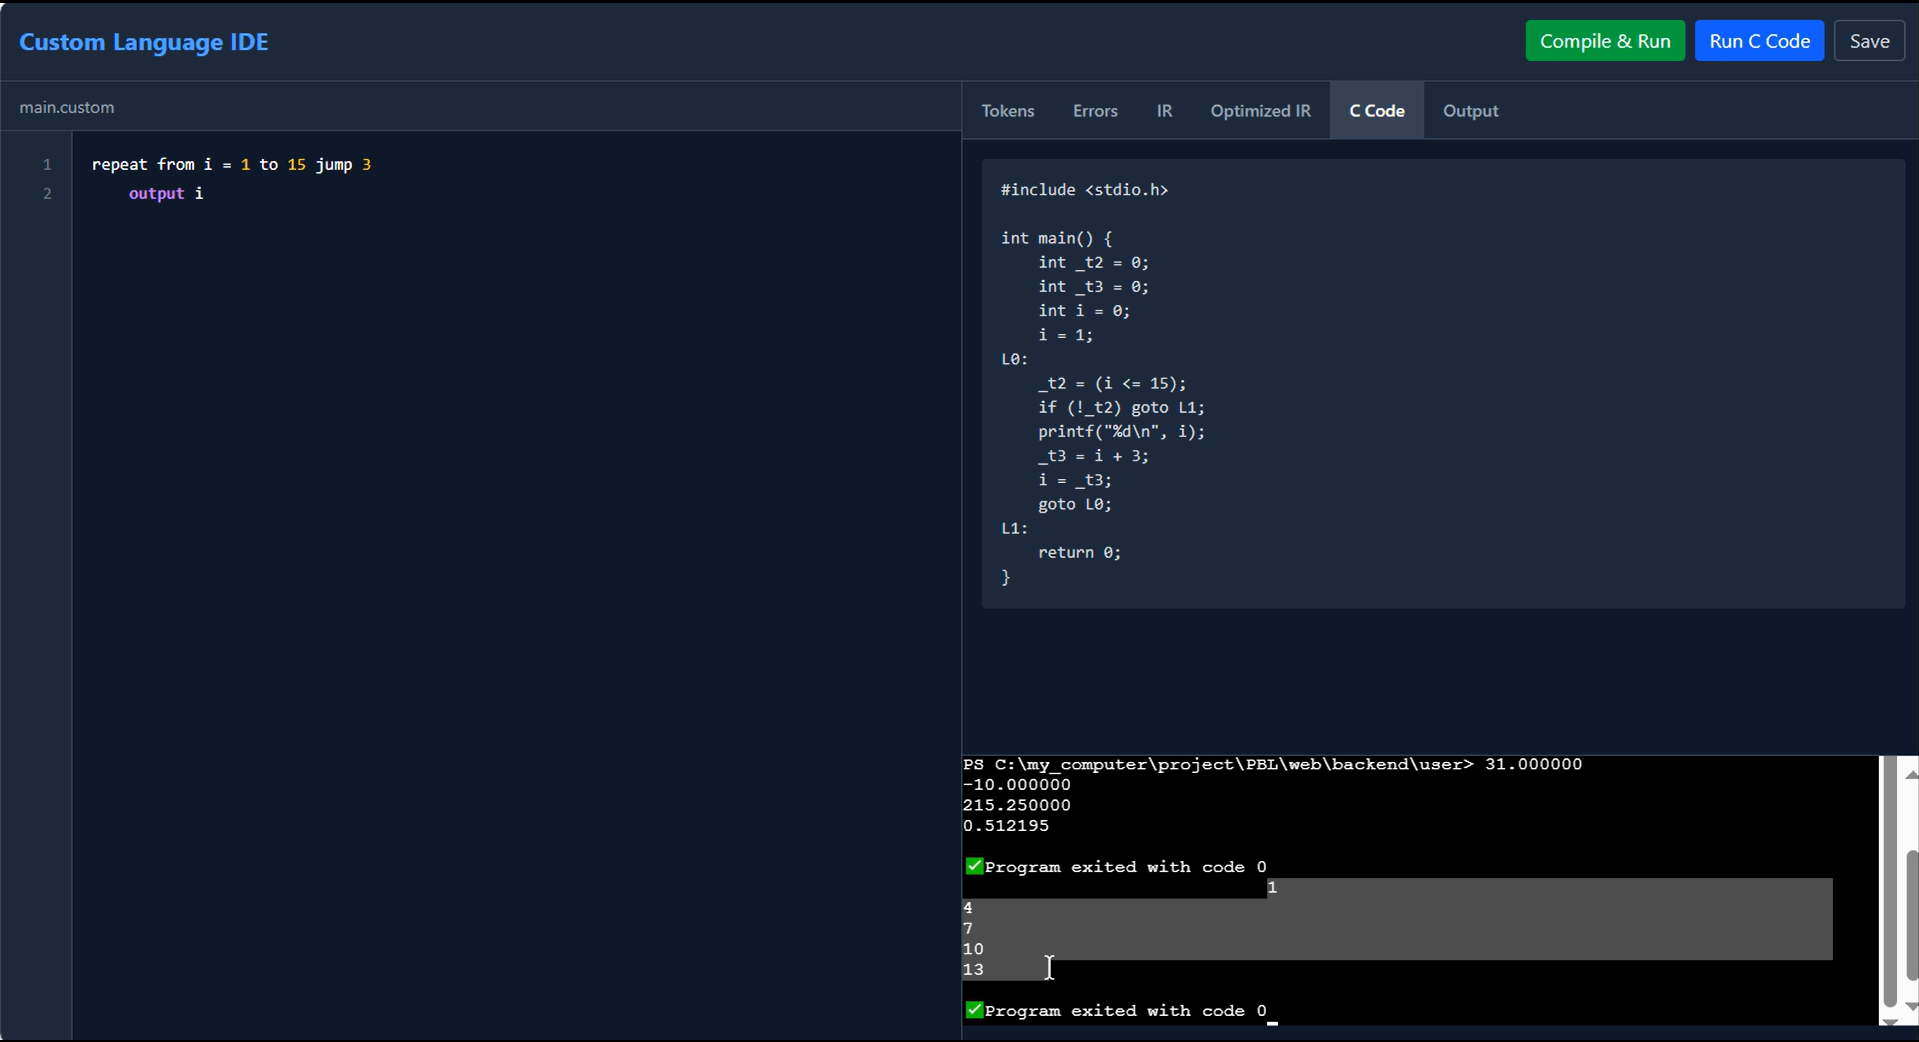 Custom Language IDE
Compile & Run
Run C Code
Save
main.custom
1 repeat from i = 1 to 15 jump 3
2 output i
Tokens
Errors
IR
Optimized IR
C Code
Output
#include <stdio.h>
int main() {
int _t2 = 0;
int _t3 = 0;
int i = 0;
i = 1;
L0:
_t2 = (i <= 15);
if (!_t2) goto L1;
printf("%d\n", i);
_t3 = i + 3;
i = _t3;
goto L0;
L1:
return 0;
}
PS C:\my_computer\project\PBL\web\backend\user> 31.000000
-10.000000
215.250000
0.512195
✅Program exited with code 0
1
4
7
10
13
✅Program exited with code 0